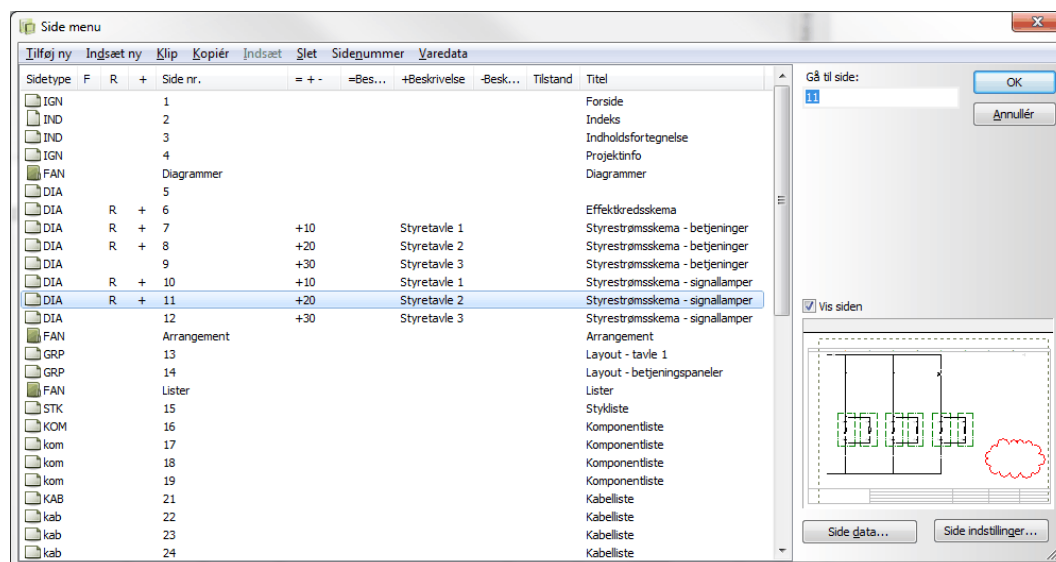 Side menu
Tilføj ny Indsæt ny Klip Kopiér Indsæt Slet Sidenummer Varedata
Sidetype F R + Side nr. = + - =Bes... +Beskrivelse -Besk... Tilstand Titel
IGN 1 Forside
IND 2 Indeks
IND 3 Indholdsfortegnelse
IGN 4 Projektinfo
FAN Diagrammer Diagrammer
DIA 5
DIA R + 6 Effektkredsskema
DIA R + 7 +10 Styretavle 1 Styrestrømsskema - betjeninger
DIA R + 8 +20 Styretavle 2 Styrestrømsskema - betjeninger
DIA 9 +30 Styretavle 3 Styrestrømsskema - betjeninger
DIA R + 10 +10 Styretavle 1 Styrestrømsskema - signallamper
DIA R + 11 +20 Styretavle 2 Styrestrømsskema - signallamper
DIA 12 +30 Styretavle 3 Styrestrømsskema - signallamper
FAN Arrangement Arrangement
GRP 13 Layout - tavle 1
GRP 14 Layout - betjeningspaneler
FAN Lister Lister
STK 15 Stykliste
KOM 16 Komponentliste
kom 17 Komponentliste
kom 18 Komponentliste
kom 19 Komponentliste
KAB 21 Kabelliste
kab 22 Kabelliste
kab 23 Kabelliste
kab 24 Kabelliste
Gå til side:
11
OK
Annullér
Vis siden
Side data...
Side indstillinger...